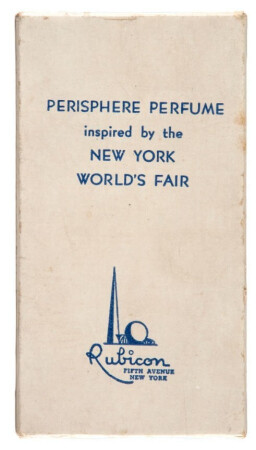 PERISPHERE PERFUME
inspired by the
NEW YORK
WORLD'S FAIR
Rubicon
FIFTH AVENUE
NEW YORK